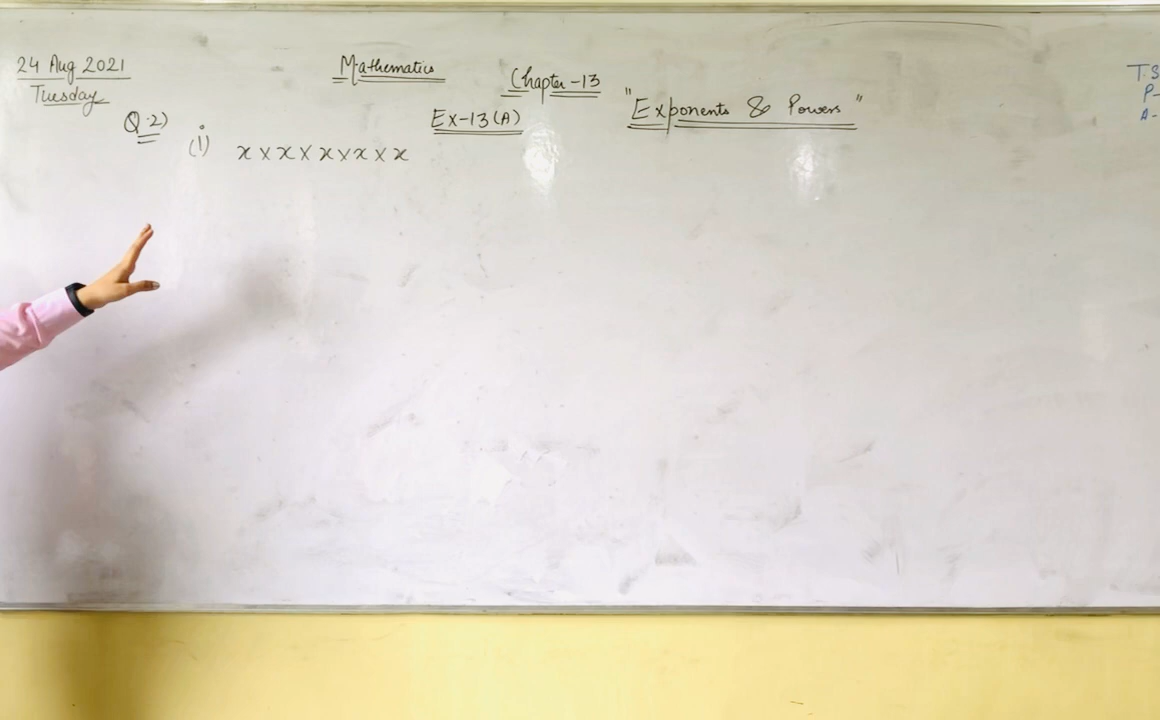 24 Aug 2021
Tuesday
Mathematics
Chapter-13
"Exponents & Powers"
Ex-13(A)
Q.2)
(i) x × x × x × x × x
T.S
P-
A-